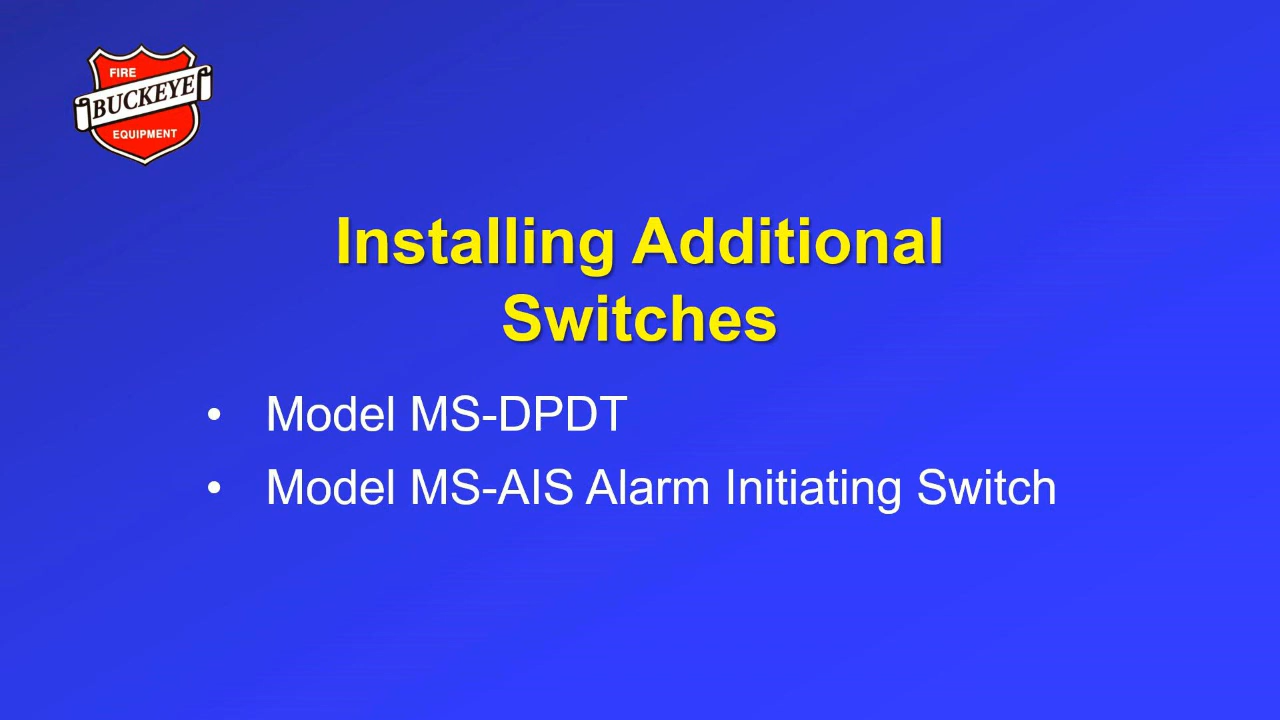 FIRE
BUCKEYE
EQUIPMENT
Installing Additional
Switches
• Model MS-DPDT
• Model MS-AIS Alarm Initiating Switch